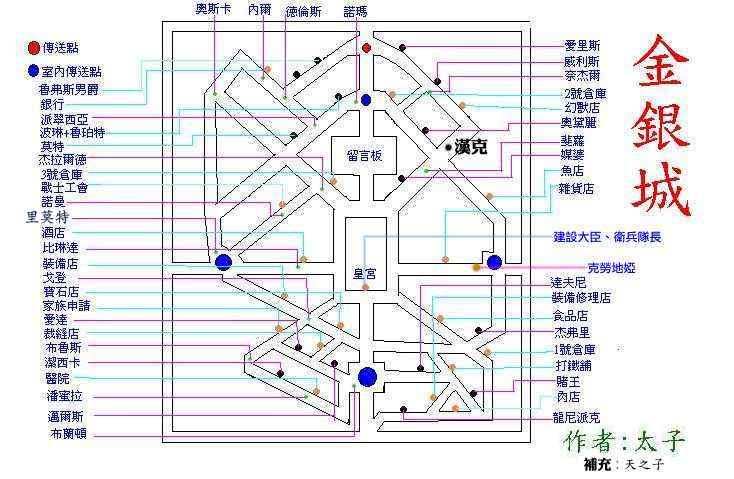 奧斯卡 內爾 德倫斯 諾瑪
傳送點
室內傳送點
魯弗斯男爵
銀行
派翠西亞
波琳+魯珀特
莫特
杰拉爾德
3號倉庫
戰士工會
諾曼
里莫特
酒店
比琳達
裝備店
戈登
寶石店
家族申請
愛達
裁縫店
布魯斯
潔西卡
醫院
潘蜜拉
邁爾斯
布蘭頓
留言板
皇宮
漢克
愛里斯
威利斯
奈杰爾
2號倉庫
幻獸店
奧黛麗
斐蘿
媒婆
魚店
雜貨店
建設大臣、衛兵隊長
克勞地婭
達夫尼
裝備修理店
食品店
杰弗里
1號倉庫
打鐵舖
賭王
肉店
龍尼派克
金銀城
作者:太子
補充:天之子